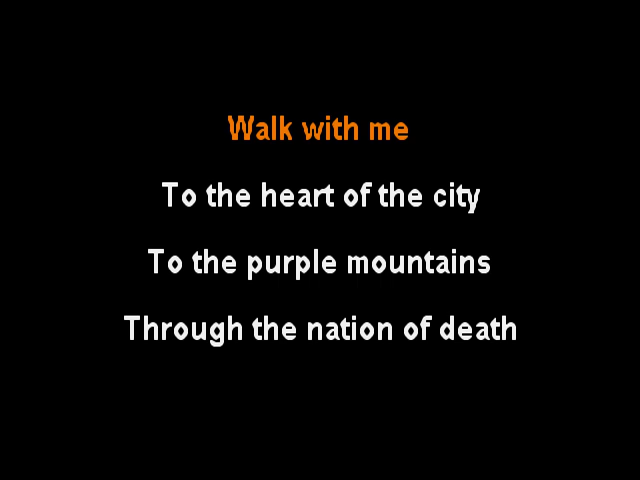 Walk with me
To the heart of the city
To the purple mountains
Through the nation of death